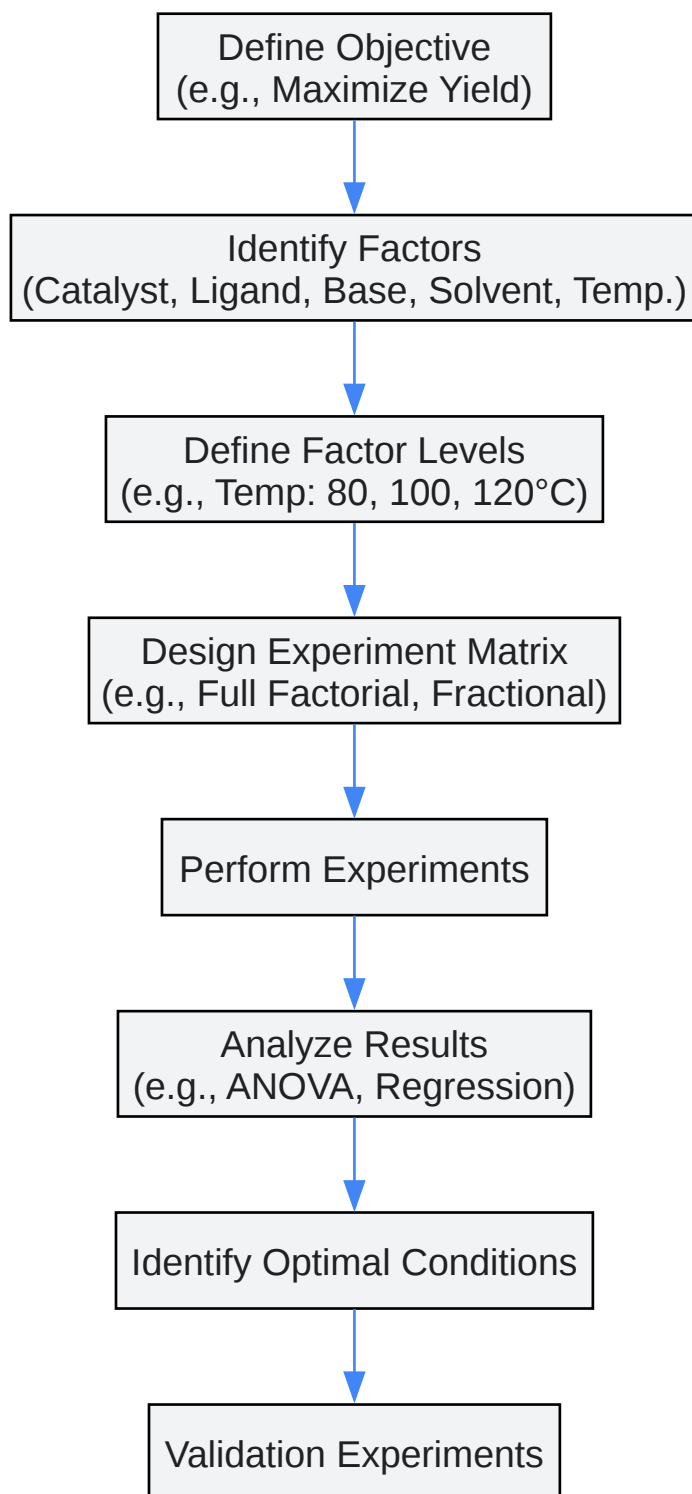 Define Objective
(e.g., Maximize Yield)
Identify Factors
(Catalyst, Ligand, Base, Solvent, Temp.)
Define Factor Levels
(e.g., Temp: 80, 100, 120°C)
Design Experiment Matrix
(e.g., Full Factorial, Fractional)
Perform Experiments
Analyze Results
(e.g., ANOVA, Regression)
Identify Optimal Conditions
Validation Experiments